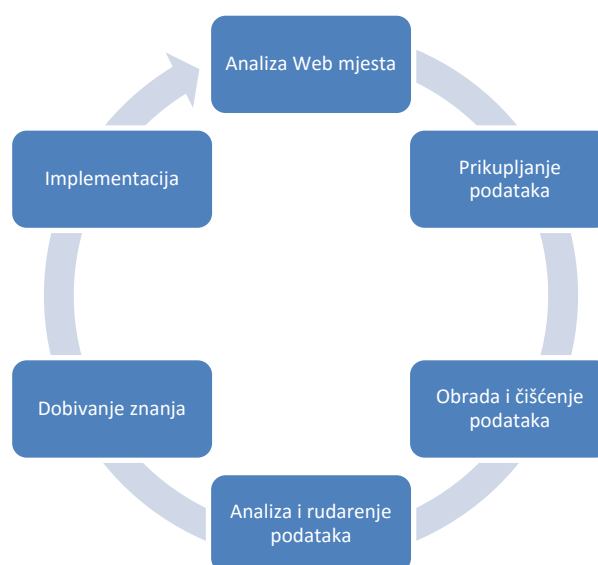 Analiza Web mjesta
Prikupljanje
podataka
Obrada i čišćenje
podataka
Analiza i rudarenje
podataka
Dobivanje znanja
Implementacija